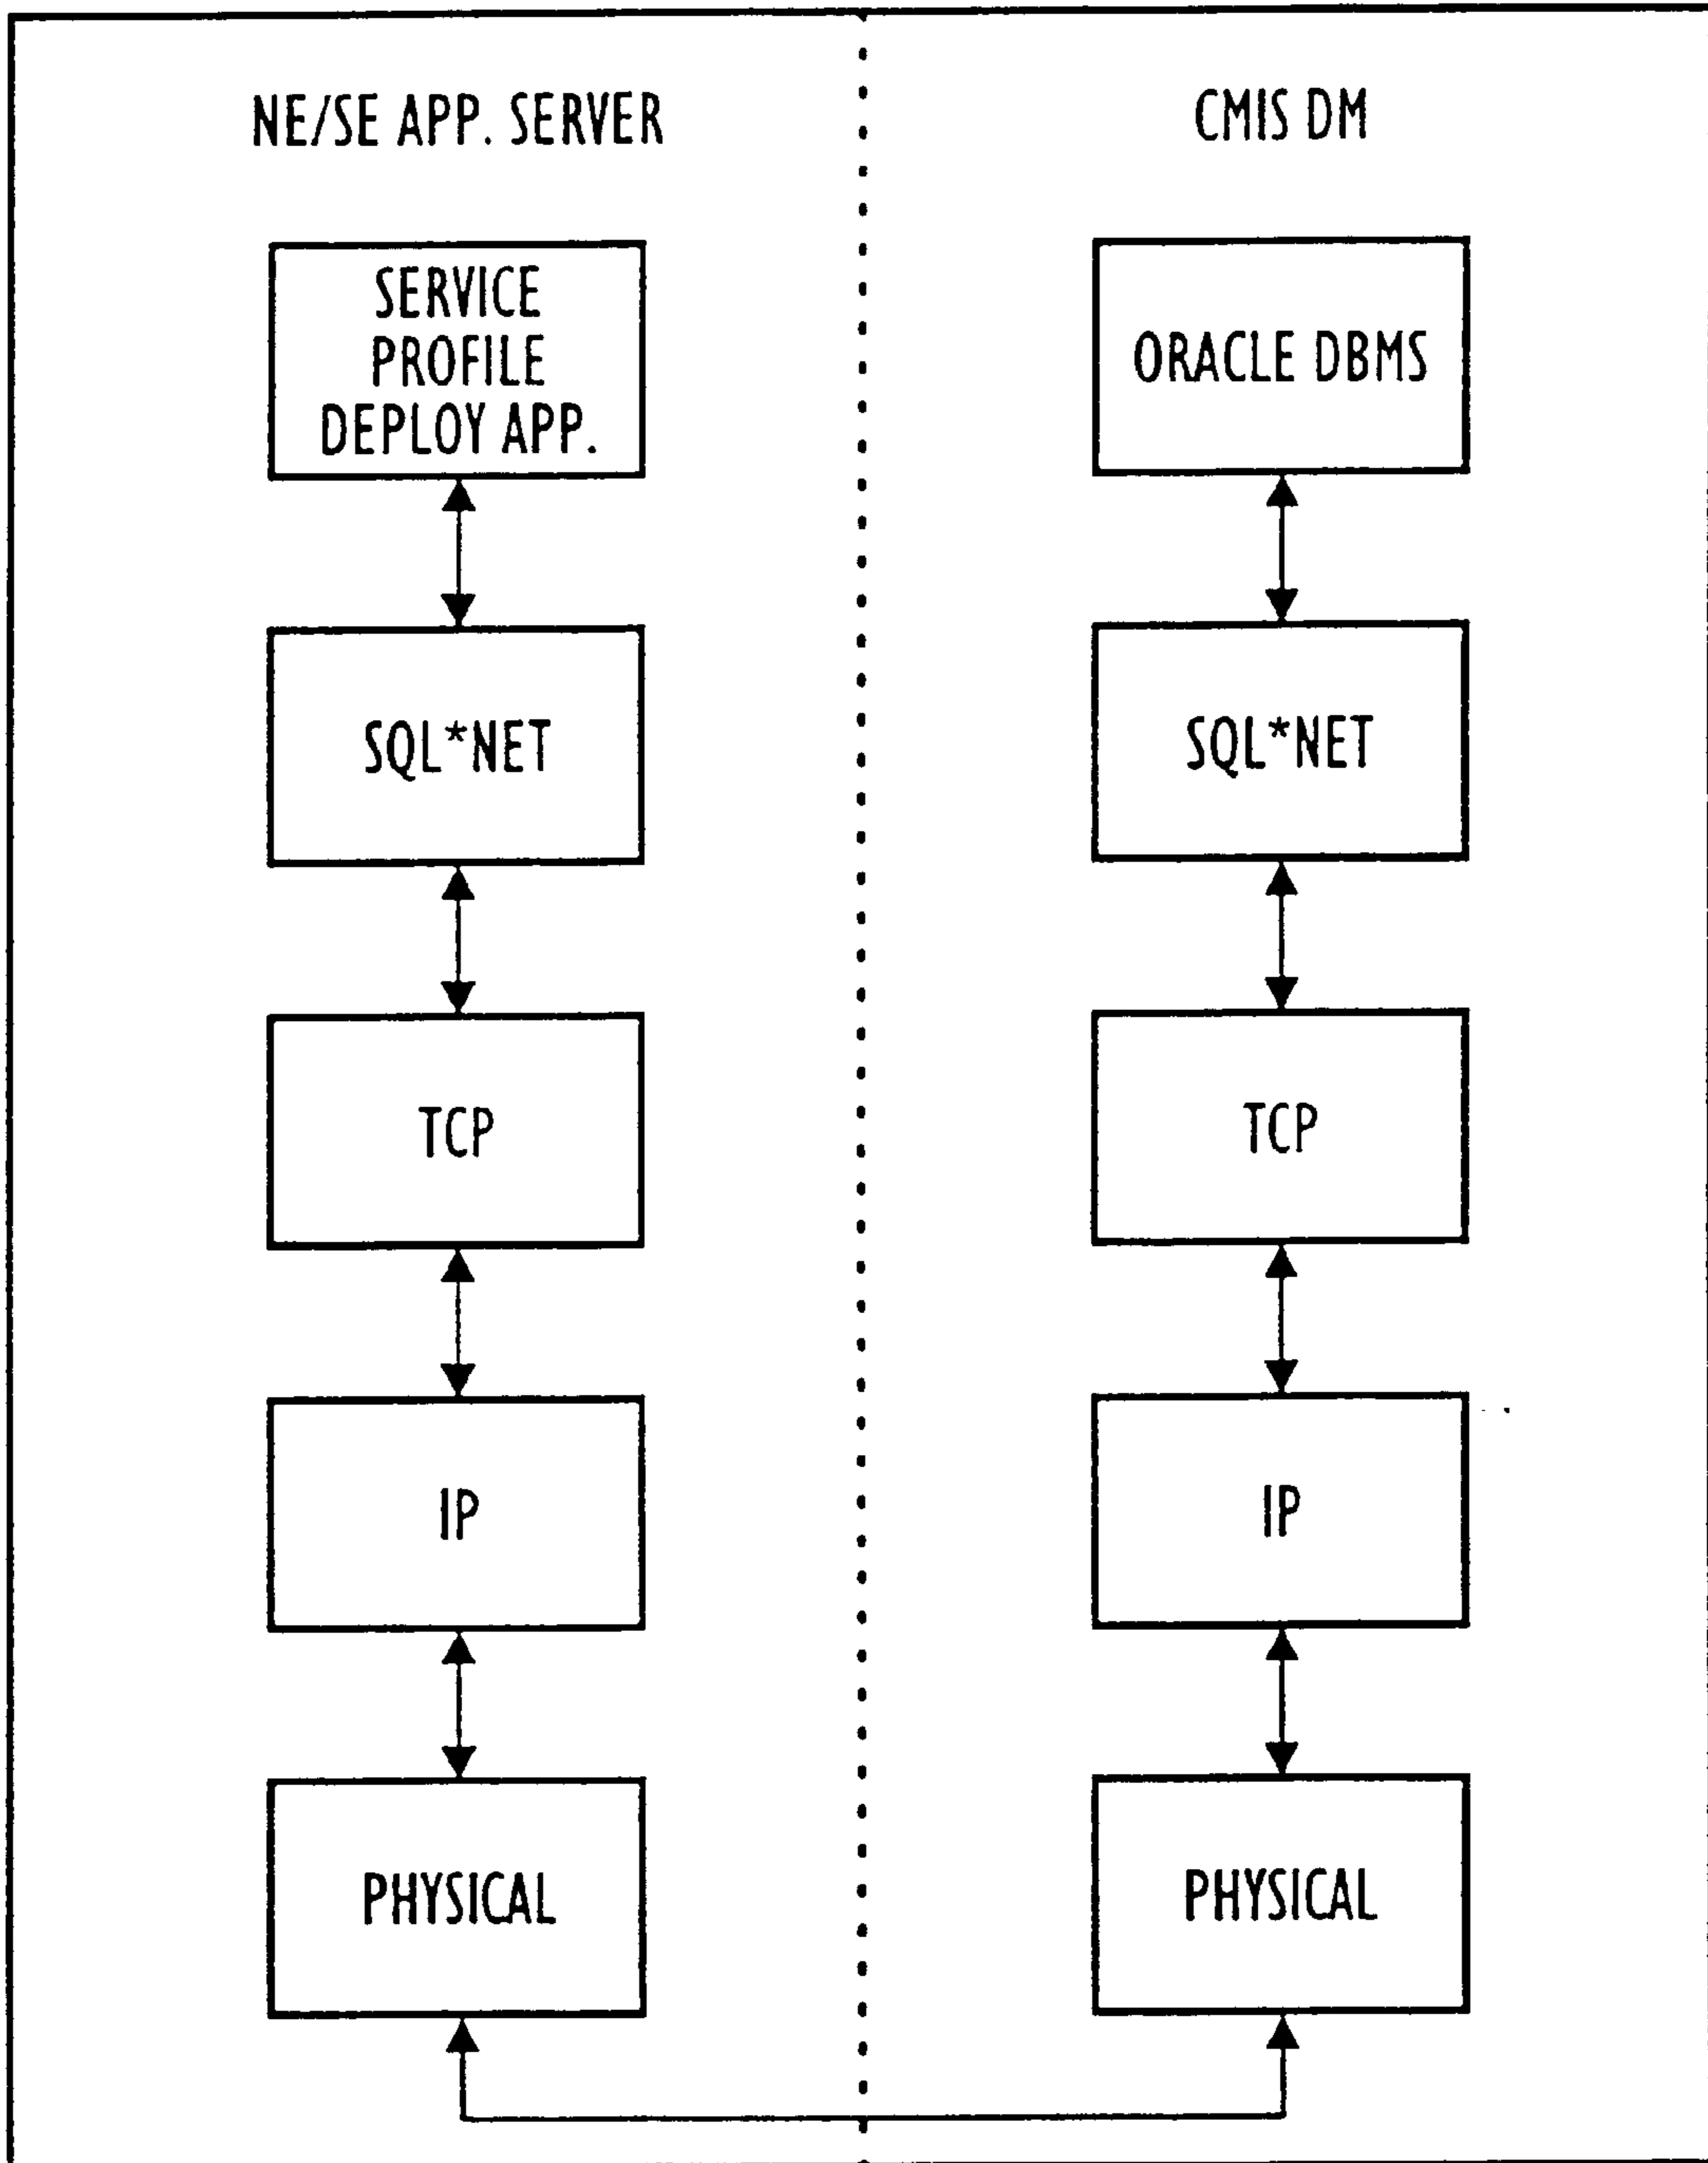 NE/SE APP. SERVER
SERVICE
PROFILE
DEPLOY APP.
SQL*NET
TCP
IP
PHYSICAL
CMIS DM
ORACLE DBMS
SQL*NET
TCP
IP
PHYSICAL